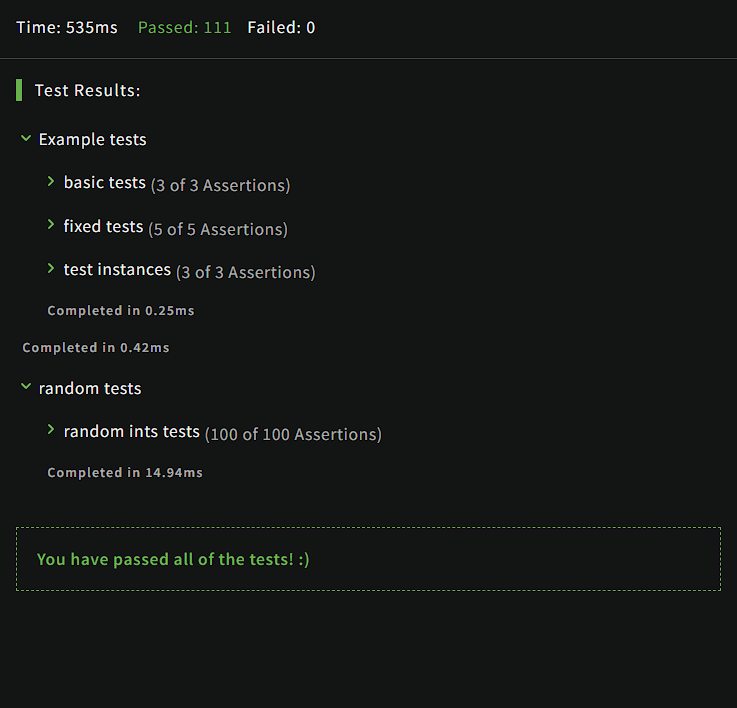 Time: 535ms Passed: 111 Failed: 0
Test Results:
Example tests
basic tests (3 of 3 Assertions)
fixed tests (5 of 5 Assertions)
test instances (3 of 3 Assertions)
Completed in 0.25ms
Completed in 0.42ms
random tests
random ints tests (100 of 100 Assertions)
Completed in 14.94ms
You have passed all of the tests! :)